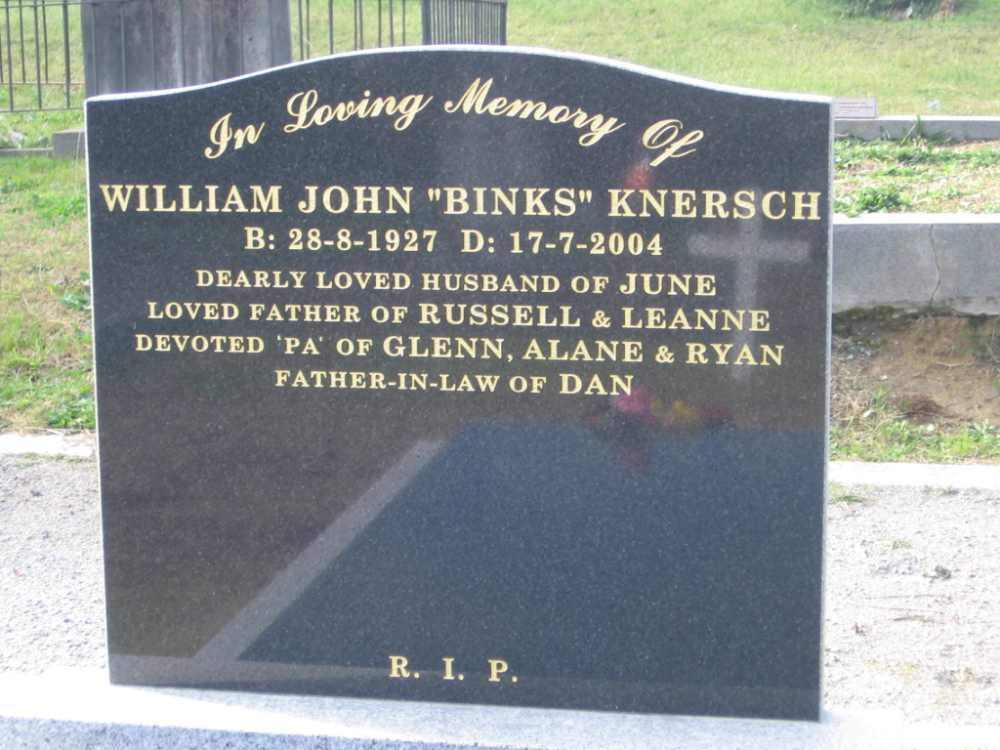 In Loving Memory Of
WILLIAM JOHN "BINKS" KNERSCH
B: 28-8-1927 D: 17-7-2004
DEARLY LOVED HUSBAND OF JUNE
LOVED FATHER OF RUSSELL & LEANNE
DEVOTED 'PA' OF GLENN, ALANE & RYAN
FATHER-IN-LAW OF DAN
R. I. P.